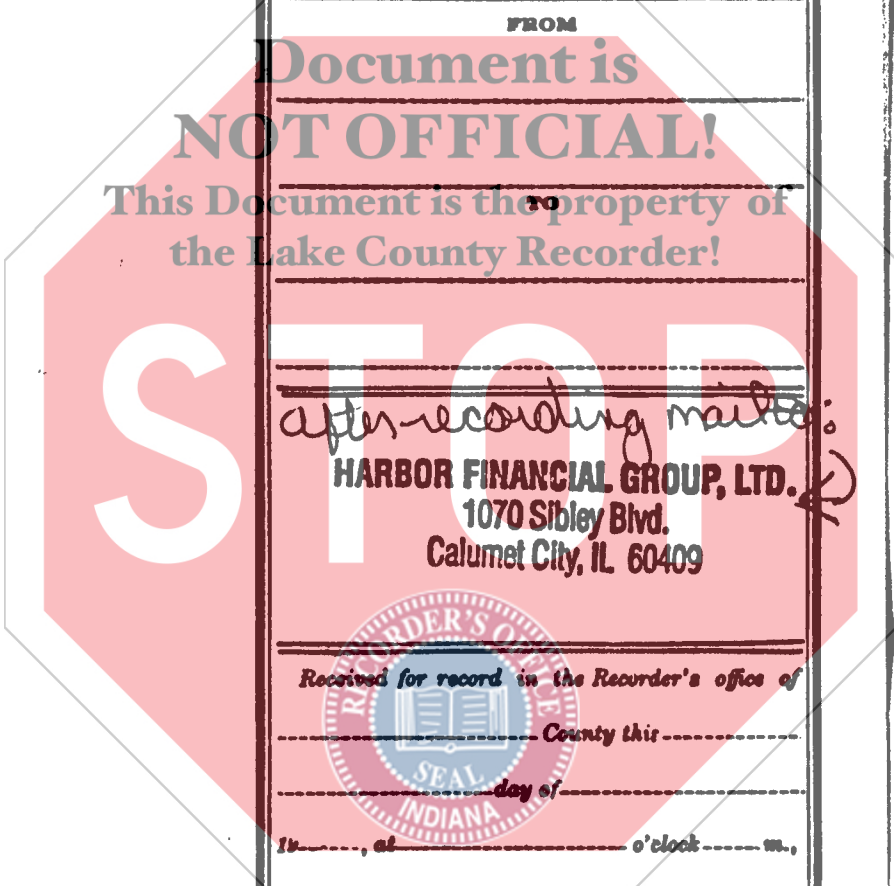 FROM
Document is
NOT OFFICIAL!
This Document is the property of
TO
the Lake County Recorder!
STOP
after recording mail to:
HARBOR FINANCIAL GROUP, LTD.
1070 Sibley Blvd.
Calumet City, IL 60409
RECORDER'S OFFICE
Received for record in the Recorder's office of
County this
SEAL
day of
INDIANA
19 , at o'clock m.,